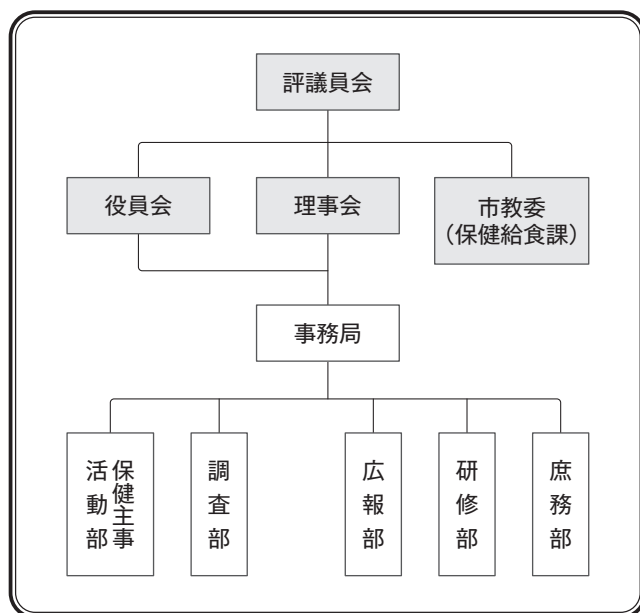 評議員会
役員会
理事会
市教委
（保健給食課）
事務局
保健主事
活動部
調査部
広報部
研修部
庶務部